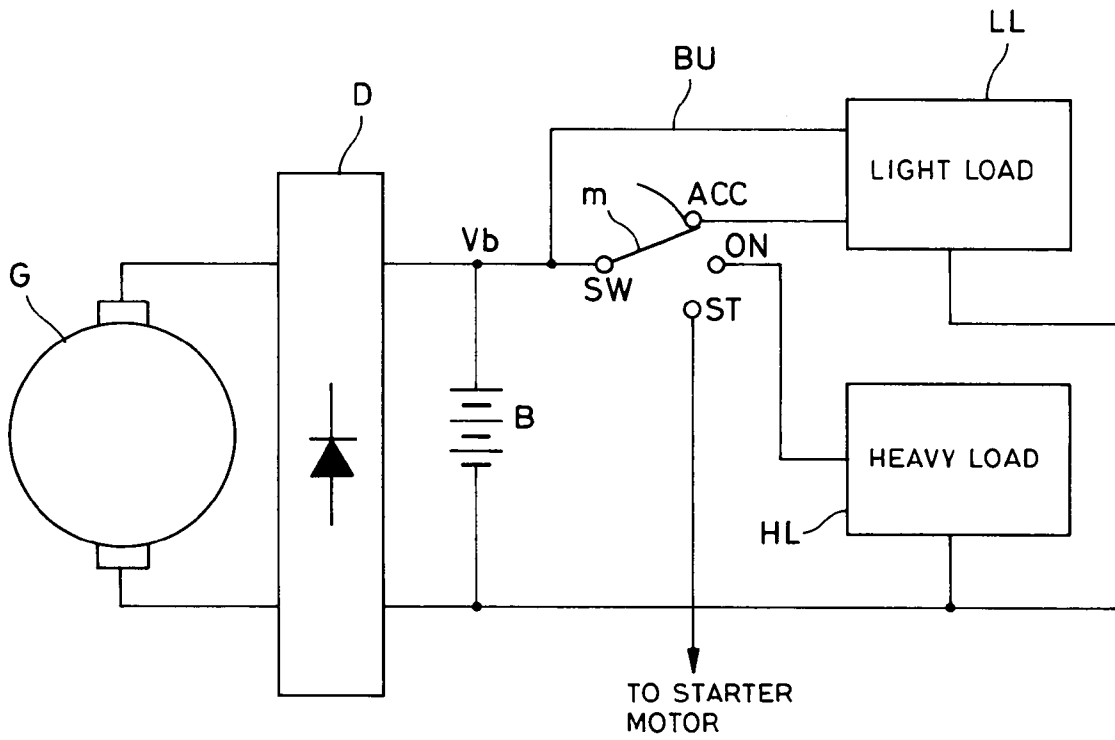 LL
BU
D
LIGHT LOAD
m
ACC
Vb
ON
G
SW
ST
B
HEAVY LOAD
HL
TO STARTER
MOTOR